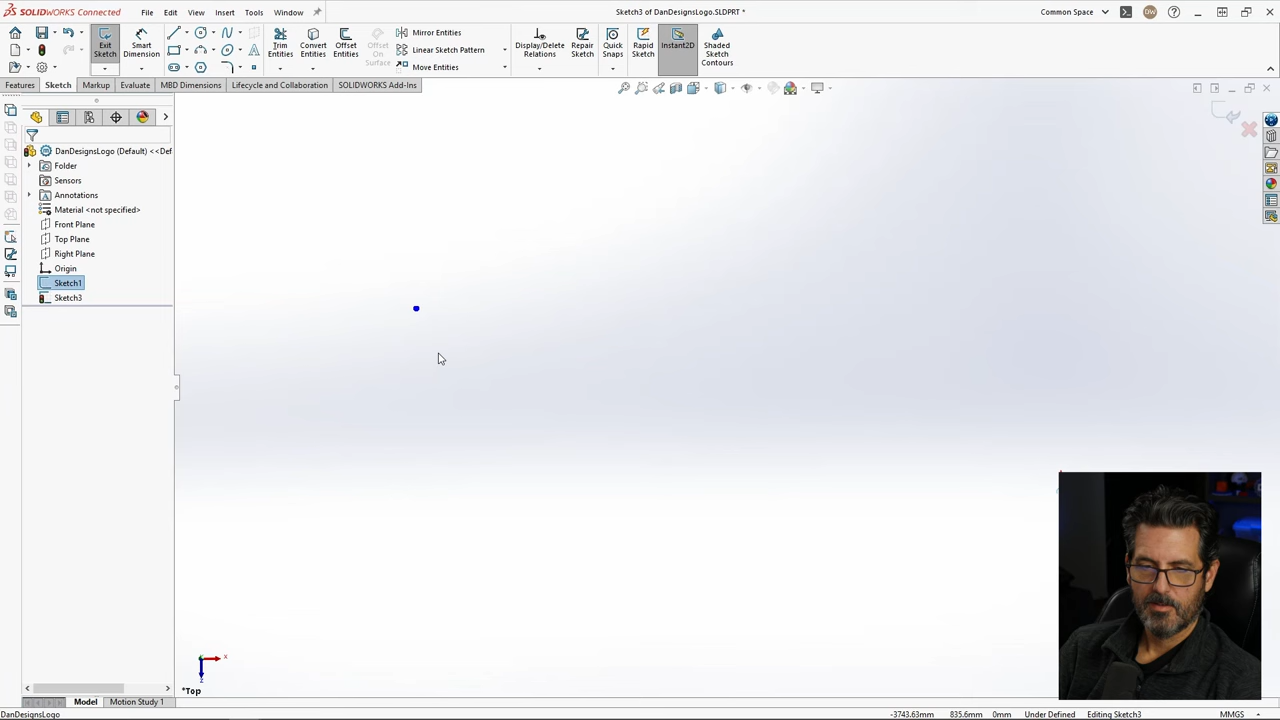 SOLIDWORKS Connected
File
Edit
View
Insert
Tools
Window
Sketch3 of DanDesignsLogo.SLDPRT *
Common Space
DW
Exit Sketch
Smart Dimension
Trim Entities
Convert Entities
Offset Entities
Offset On Surface
Mirror Entities
Linear Sketch Pattern
Move Entities
Display/Delete Relations
Repair Sketch
Quick Snaps
Rapid Sketch
Instant2D
Shaded Sketch Contours
Features
Sketch
Markup
Evaluate
MBD Dimensions
Lifecycle and Collaboration
SOLIDWORKS Add-Ins
DanDesignsLogo (Default) <<Def
Folder
Sensors
Annotations
Material <not specified>
Front Plane
Top Plane
Right Plane
Origin
Sketch1
Sketch3
x
z
*Top
Model
Motion Study 1
DanDesignsLogo
-3743.63mm
835.6mm
0mm
Under Defined
Editing Sketch3
MMGS